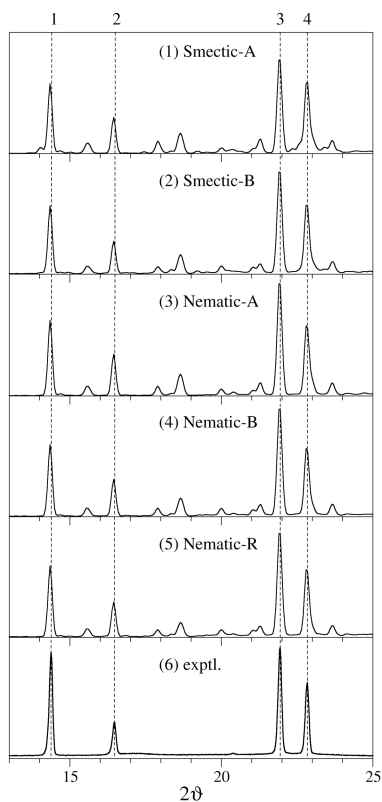 1 2 3 4
(1) Smectic-A
(2) Smectic-B
(3) Nematic-A
(4) Nematic-B
(5) Nematic-R
(6) exptl.
15 20 25
2ϑ